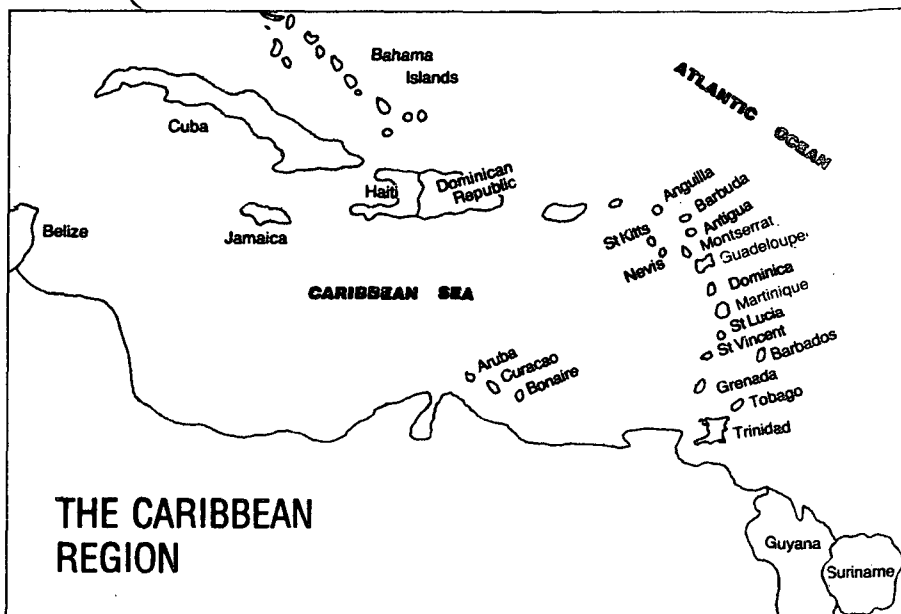 Bahama
Islands
ATLANTIC OCEAN
Cuba
Haiti
Dominican
Republic
Anguilla
Barbuda
Antigua
St Kitts
Montserrat
Nevis
Guadeloupe
Belize
Jamaica
CARIBBEAN SEA
Dominica
Martinique
St Lucia
St Vincent
Barbados
Aruba
Curacao
Bonaire
Grenada
Tobago
Trinidad
THE CARIBBEAN
REGION
Guyana
Suriname